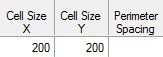 Cell Size Cell Size Perimeter
X Y Spacing
200 200